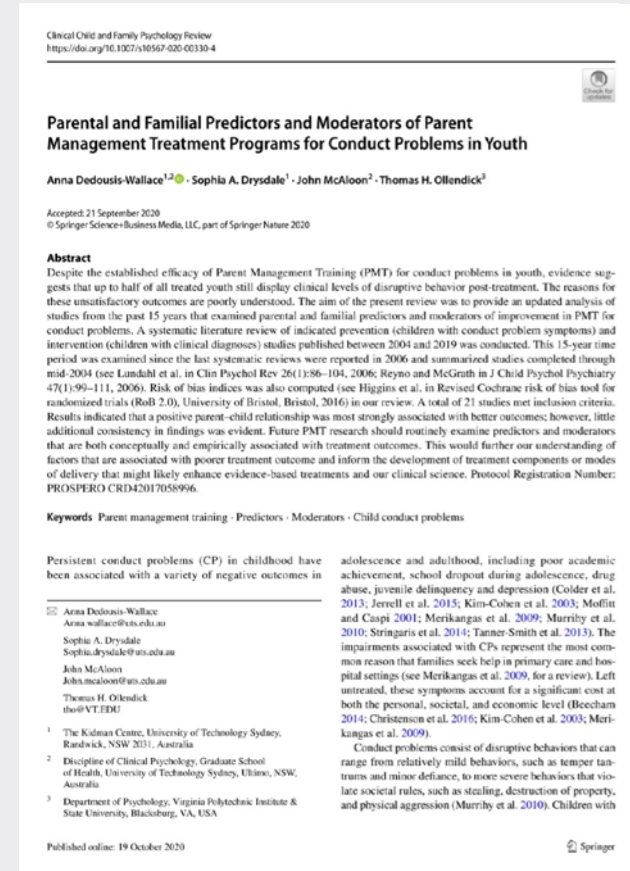 Clinical Child and Family Psychology Review
https://doi.org/10.1007/s10567-020-00330-4
Check for
updates
Parental and Familial Predictors and Moderators of Parent
Management Treatment Programs for Conduct Problems in Youth
Anna Dedousis-Wallace1,2 · Sophia A. Drysdale1 · John McAloon2 · Thomas H. Ollendick3
Accepted: 21 September 2020
© Springer Science+Business Media, LLC, part of Springer Nature 2020
Abstract
Despite the established efficacy of Parent Management Training (PMT) for conduct problems in youth, evidence sug-
gests that up to half of all treated youth still display clinical levels of disruptive behavior post-treatment. The reasons for
these unsatisfactory outcomes are poorly understood. The aim of the present review was to provide an updated analysis of
studies from the past 15 years that examined parental and familial predictors and moderators of improvement in PMT for
conduct problems. A systematic literature review of indicated prevention (children with conduct problem symptoms) and
intervention (children with clinical diagnoses) studies published between 2004 and 2019 was conducted. This 15-year time
period was examined since the last systematic reviews were reported in 2006 and summarized studies completed through
mid-2004 (see Lundahl et al. in Clin Psychol Rev 26(1):86–104, 2006; Reyno and McGrath in J Child Psychol Psychiatry
47(1):99–111, 2006). Risk of bias indices was also computed (see Higgins et al. in Revised Cochrane risk of bias tool for
randomized trials (RoB 2.0), University of Bristol, Bristol, 2016) in our review. A total of 21 studies met inclusion criteria.
Results indicated that a positive parent–child relationship was most strongly associated with better outcomes; however, little
additional consistency in findings was evident. Future PMT research should routinely examine predictors and moderators
that are both conceptually and empirically associated with treatment outcomes. This would further our understanding of
factors that are associated with poorer treatment outcome and inform the development of treatment components or modes
of delivery that might likely enhance evidence-based treatments and our clinical science. Protocol Registration Number:
PROSPERO CRD42017058996.
Keywords Parent management training · Predictors · Moderators · Child conduct problems
Persistent conduct problems (CP) in childhood have
been associated with a variety of negative outcomes in
Anna Dedousis-Wallace
Anna.wallace@uts.edu.au
Sophia A. Drysdale
Sophia.drysdale@uts.edu.au
John McAloon
John.mcaloon@uts.edu.au
Thomas H. Ollendick
tho@VT.EDU
1 The Kidman Centre, University of Technology Sydney,
Randwick, NSW 2031, Australia
2 Discipline of Clinical Psychology, Graduate School
of Health, University of Technology Sydney, Ultimo, NSW,
Australia
3 Department of Psychology, Virginia Polytechnic Institute &
State University, Blacksburg, VA, USA
adolescence and adulthood, including poor academic
achievement, school dropout during adolescence, drug
abuse, juvenile delinquency and depression (Colder et al.
2013; Jerrell et al. 2015; Kim-Cohen et al. 2003; Moffitt
and Caspi 2001; Merikangas et al. 2009; Murrihy et al.
2010; Stringaris et al. 2014; Tanner-Smith et al. 2013). The
impairments associated with CPs represent the most com-
mon reason that families seek help in primary care and hos-
pital settings (see Merikangas et al. 2009, for a review). Left
untreated, these symptoms account for a significant cost at
both the personal, societal, and economic level (Beecham
2014; Christenson et al. 2016; Kim-Cohen et al. 2003; Meri-
kangas et al. 2009).
Conduct problems consist of disruptive behaviors that can
range from relatively mild behaviors, such as temper tan-
trums and minor defiance, to more severe behaviors that vio-
late societal rules, such as stealing, destruction of property,
and physical aggression (Murrihy et al. 2010). Children with
Published online: 19 October 2020
Springer